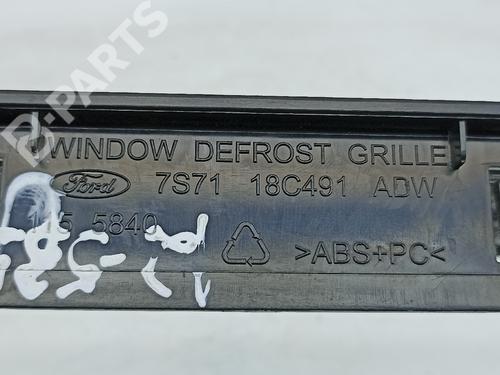 B-PARTS
WINDOW DEFROST GRILLE
Ford 7S71 18C491 ADW
5840
>ABS+PC<